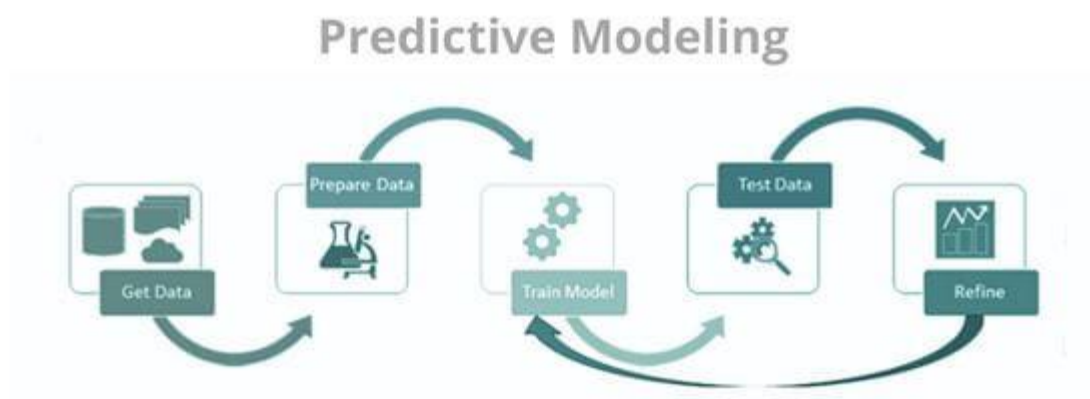 Predictive Modeling
Get Data
Prepare Data
Train Model
Test Data
Refine